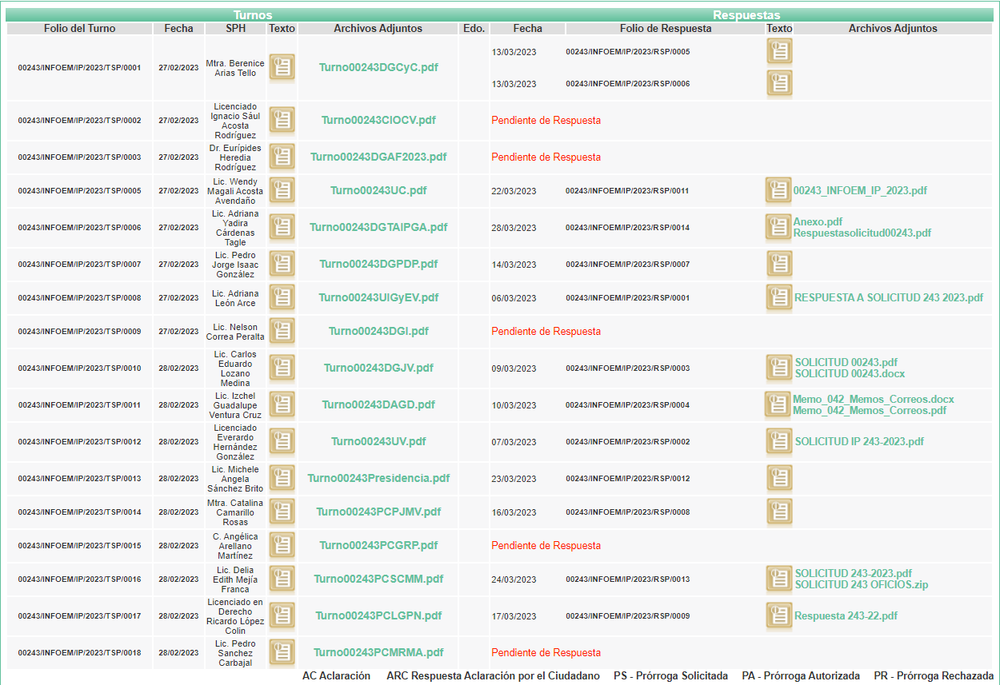 Turnos Respuestas
Folio del Turno Fecha SPH Texto Archivos Adjuntos Edo. Fecha Folio de Respuesta Texto Archivos Adjuntos
00243/INFOEM/IP/2023/TSP/0001 27/02/2023 Mtra. Berenice
Arias Tello Turno00243DGCyC.pdf 13/03/2023 00243/INFOEM/IP/2023/RSP/0005
13/03/2023 00243/INFOEM/IP/2023/RSP/0006
00243/INFOEM/IP/2023/TSP/0002 27/02/2023 Licenciado
Ignacio Sául
Acosta
Rodríguez Turno00243CIOCV.pdf Pendiente de Respuesta
00243/INFOEM/IP/2023/TSP/0003 27/02/2023 Dr. Eurípides
Heredia
Rodríguez Turno00243DGAF2023.pdf Pendiente de Respuesta
00243/INFOEM/IP/2023/TSP/0005 27/02/2023 Lic. Wendy
Magali Acosta
Avendaño Turno00243UC.pdf 22/03/2023 00243/INFOEM/IP/2023/RSP/0011 00243_INFOEM_IP_2023.pdf
00243/INFOEM/IP/2023/TSP/0006 27/02/2023 Lic. Adriana
Yadira
Cárdenas
Tagle Turno00243DGTAIPGA.pdf 28/03/2023 00243/INFOEM/IP/2023/RSP/0014 Anexo.pdf
Respuestasolicitud00243.pdf
00243/INFOEM/IP/2023/TSP/0007 27/02/2023 Lic. Pedro
Jorge Isaac
González Turno00243DGPDP.pdf 14/03/2023 00243/INFOEM/IP/2023/RSP/0007
00243/INFOEM/IP/2023/TSP/0008 27/02/2023 Lic. Adriana
León Arce Turno00243UIGyEV.pdf 06/03/2023 00243/INFOEM/IP/2023/RSP/0001 RESPUESTA A SOLICITUD 243 2023.pdf
00243/INFOEM/IP/2023/TSP/0009 27/02/2023 Lic. Nelson
Correa Peralta Turno00243DGI.pdf Pendiente de Respuesta
00243/INFOEM/IP/2023/TSP/0010 28/02/2023 Lic. Carlos
Eduardo
Lozano
Medina Turno00243DGJV.pdf 09/03/2023 00243/INFOEM/IP/2023/RSP/0003 SOLICITUD 00243.pdf
SOLICITUD 00243.docx
00243/INFOEM/IP/2023/TSP/0011 28/02/2023 Lic. Izchel
Guadalupe
Ventura Cruz Turno00243DAGD.pdf 10/03/2023 00243/INFOEM/IP/2023/RSP/0004 Memo_042_Memos_Correos.docx
Memo_042_Memos_Correos.pdf
00243/INFOEM/IP/2023/TSP/0012 28/02/2023 Licenciado
Everardo
Hernández
González Turno00243UV.pdf 07/03/2023 00243/INFOEM/IP/2023/RSP/0002 SOLICITUD IP 243-2023.pdf
00243/INFOEM/IP/2023/TSP/0013 28/02/2023 Lic. Michele
Angela
Sánchez Brito Turno00243Presidencia.pdf 23/03/2023 00243/INFOEM/IP/2023/RSP/0012
00243/INFOEM/IP/2023/TSP/0014 28/02/2023 Mtra. Catalina
Camarillo
Rosas Turno00243PCPJMV.pdf 16/03/2023 00243/INFOEM/IP/2023/RSP/0008
00243/INFOEM/IP/2023/TSP/0015 28/02/2023 C. Angélica
Arellano
Martínez Turno00243PCGRP.pdf Pendiente de Respuesta
00243/INFOEM/IP/2023/TSP/0016 28/02/2023 Lic. Delia
Edith Mejía
Franca Turno00243PCSCMM.pdf 24/03/2023 00243/INFOEM/IP/2023/RSP/0013 SOLICITUD 243-2023.pdf
SOLICITUD 243 OFICIOS.zip
00243/INFOEM/IP/2023/TSP/0017 28/02/2023 Licenciado en
Derecho
Ricardo López
Colin Turno00243PCLGPN.pdf 17/03/2023 00243/INFOEM/IP/2023/RSP/0009 Respuesta 243-22.pdf
00243/INFOEM/IP/2023/TSP/0018 28/02/2023 Lic. Pedro
Sanchez
Carbajal Turno00243PCMRMA.pdf Pendiente de Respuesta
AC Aclaración ARC Respuesta Aclaración por el Ciudadano PS - Prórroga Solicitada PA - Prórroga Autorizada PR - Prórroga Rechazada